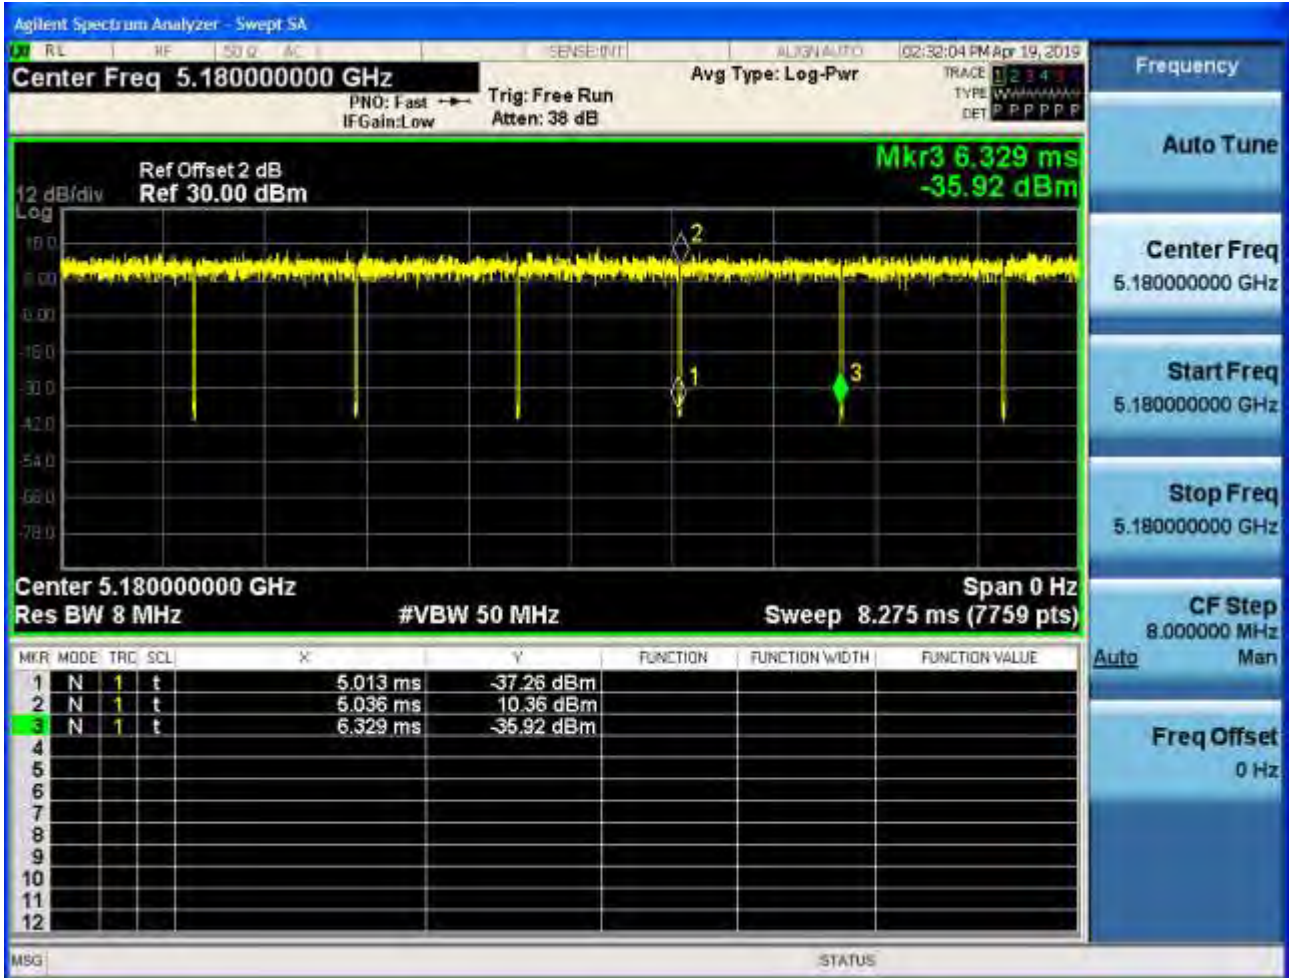 Agilent Spectrum Analyzer - Swept SA
LXI RL RF 50 Ω AC SENSE:INT ALIGN AUTO 02:32:04 PM Apr 19, 2019
Center Freq 5.180000000 GHz
PNO: Fast
IFGain:Low
Trig: Free Run
Atten: 38 dB
Avg Type: Log-Pwr
TRACE 1 2 3 4
TYPE
DET P P P P P P
Mkr3 6.329 ms
-35.92 dBm
Ref Offset 2 dB
12 dB/div Ref 30.00 dBm
Log
18.0
6.00
-6.00
-18.0
-30.0
-42.0
-54.0
-66.0
-78.0
2
1
3
Center 5.180000000 GHz Span 0 Hz
Res BW 8 MHz #VBW 50 MHz Sweep 8.275 ms (7759 pts)
MKR MODE TRC SCL X Y FUNCTION FUNCTION WIDTH FUNCTION VALUE
1 N 1 t 5.013 ms -37.26 dBm
2 N 1 t 5.036 ms 10.36 dBm
3 N 1 t 6.329 ms -35.92 dBm
4
5
6
7
8
9
10
11
12
MSG STATUS
Frequency
Auto Tune
Center Freq
5.180000000 GHz
Start Freq
5.180000000 GHz
Stop Freq
5.180000000 GHz
CF Step
8.000000 MHz
Auto Man
Freq Offset
0 Hz